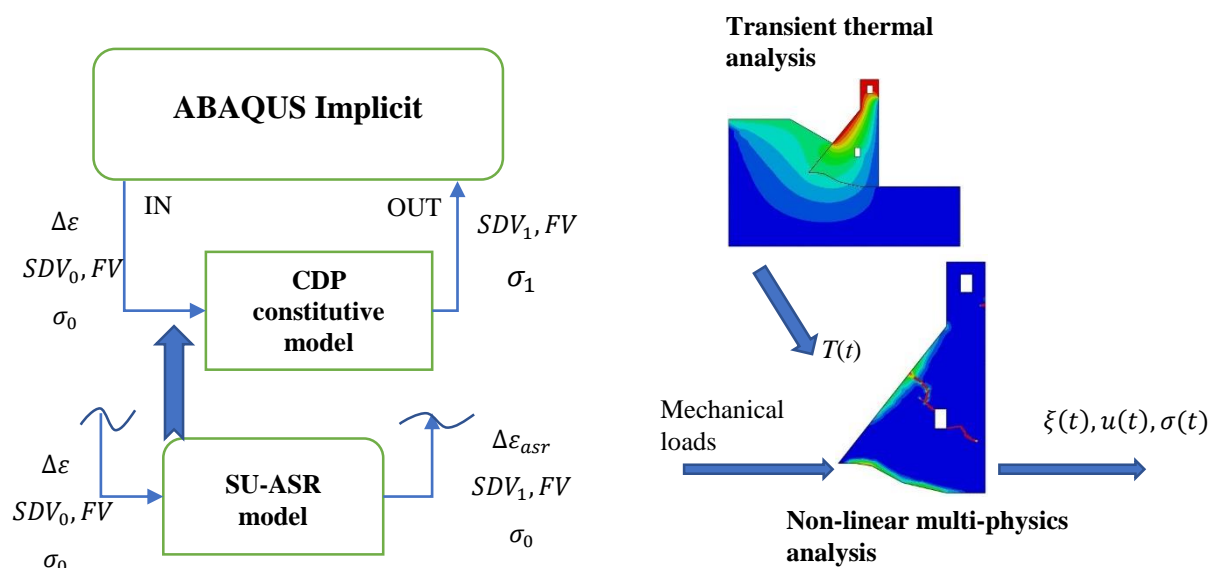 ABAQUS Implicit
IN
OUT
Δε
SDV₀, FV
σ₀
SDV₁, FV
σ₁
CDP
constitutive
model
Δε
SDV₀, FV
σ₀
SU-ASR
model
Δε_asr
SDV₁, FV
σ₀
Transient thermal
analysis
T(t)
Mechanical
loads
ξ(t), u(t), σ(t)
Non-linear multi-physics
analysis